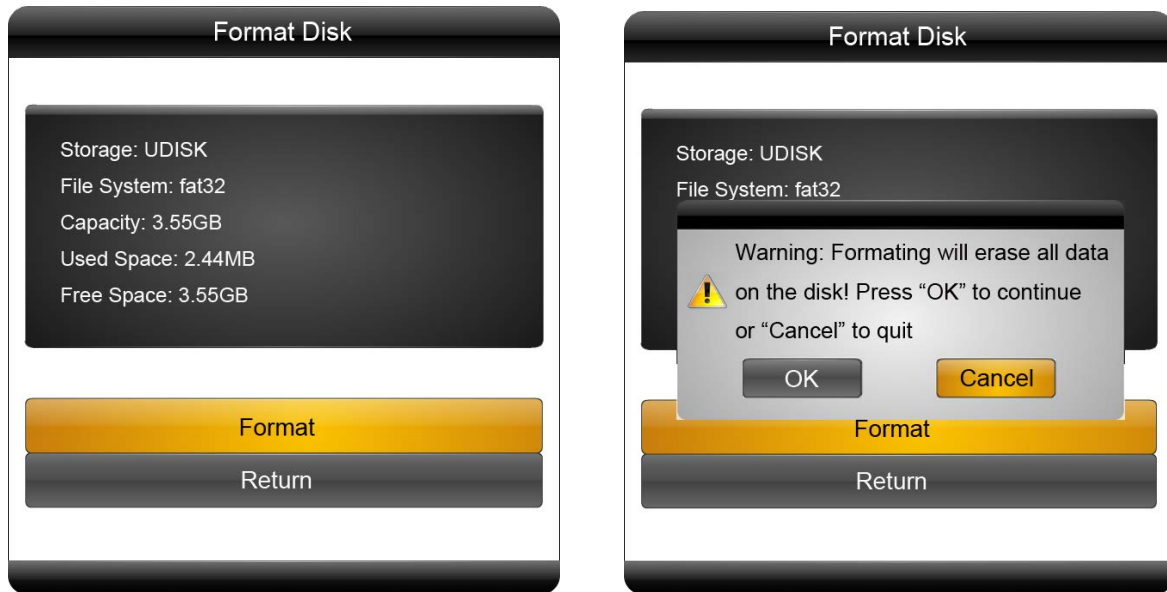 Format Disk
Storage: UDISK
File System: fat32
Capacity: 3.55GB
Used Space: 2.44MB
Free Space: 3.55GB
Format
Return
Format Disk
Storage: UDISK
File System: fat32
Warning: Formating will erase all data
on the disk! Press “OK” to continue
or “Cancel” to quit
OK
Cancel
Format
Return